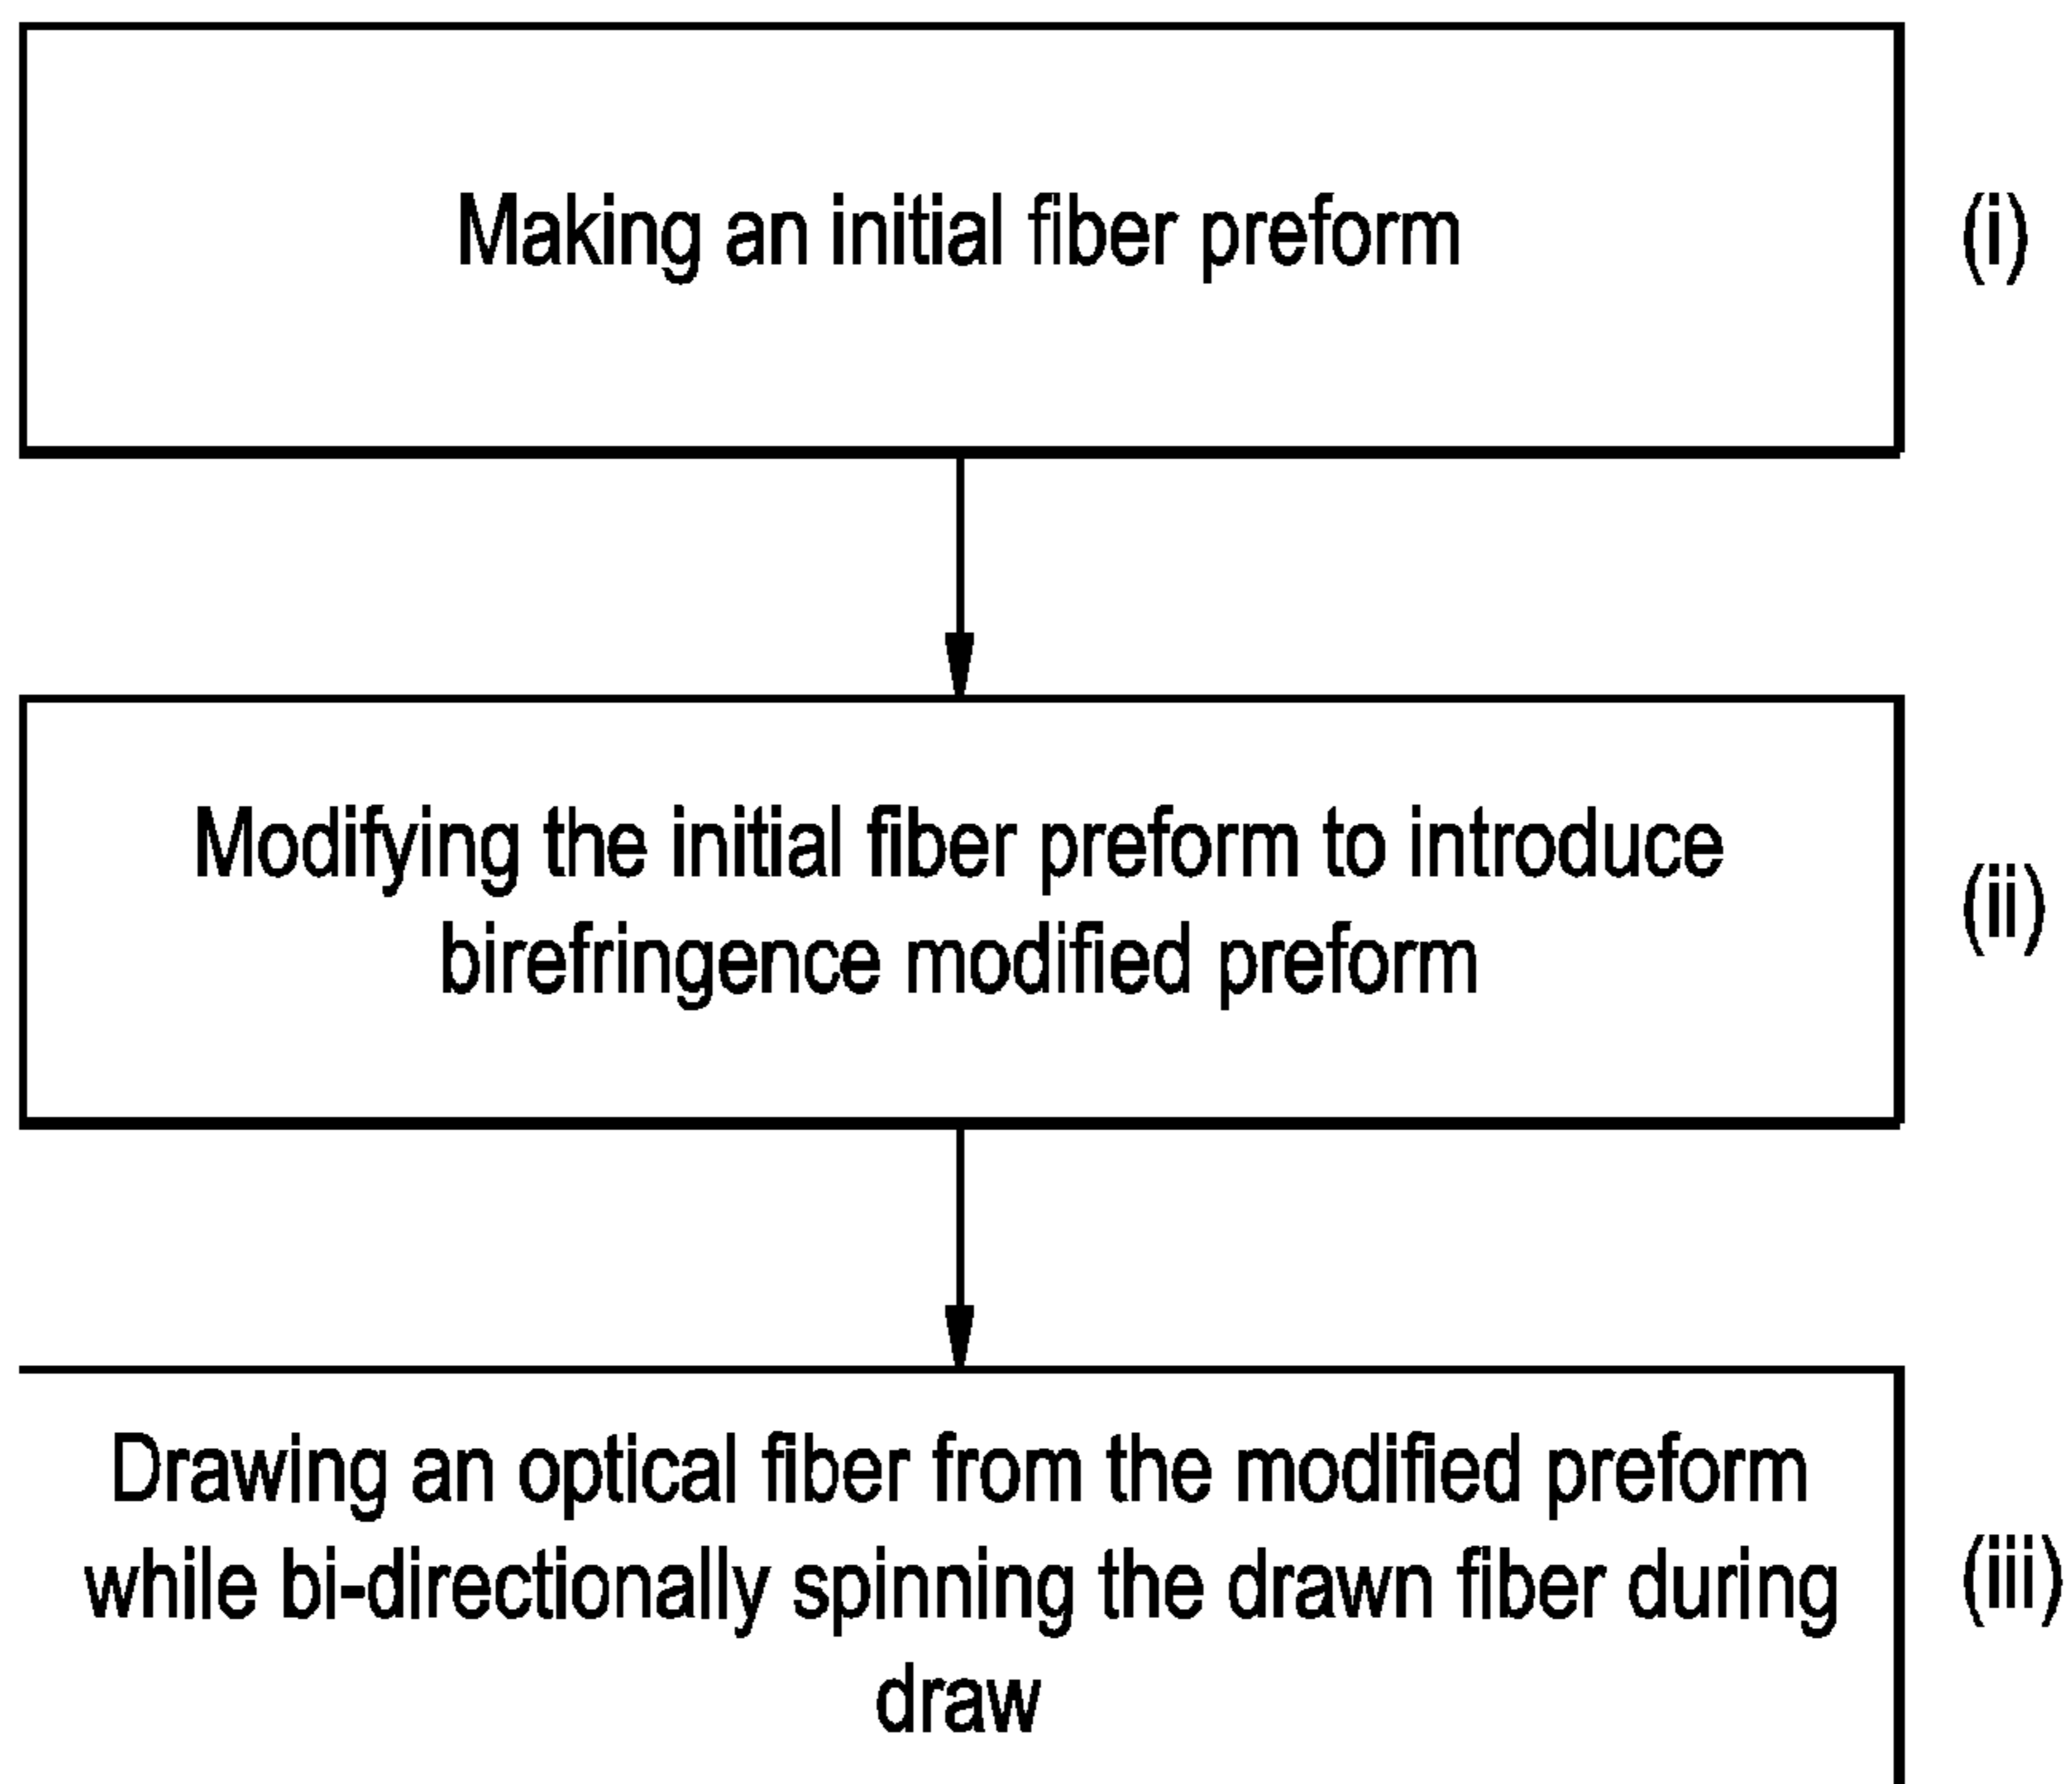 Making an initial fiber preform
(i)
Modifying the initial fiber preform to introduce
birefringence modified preform
(ii)
Drawing an optical fiber from the modified preform
while bi-directionally spinning the drawn fiber during
draw
(iii)